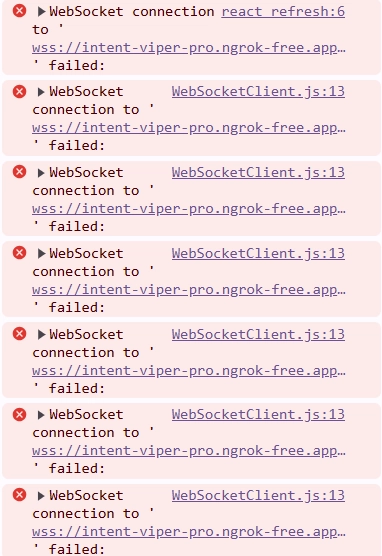 WebSocket connection react refresh:6
to '
wss://intent-viper-pro.ngrok-free.app…
' failed:
WebSocket WebSocketClient.js:13
connection to '
wss://intent-viper-pro.ngrok-free.app…
' failed:
WebSocket WebSocketClient.js:13
connection to '
wss://intent-viper-pro.ngrok-free.app…
' failed:
WebSocket WebSocketClient.js:13
connection to '
wss://intent-viper-pro.ngrok-free.app…
' failed:
WebSocket WebSocketClient.js:13
connection to '
wss://intent-viper-pro.ngrok-free.app…
' failed:
WebSocket WebSocketClient.js:13
connection to '
wss://intent-viper-pro.ngrok-free.app…
' failed:
WebSocket WebSocketClient.js:13
connection to '
wss://intent-viper-pro.ngrok-free.app…
' failed: